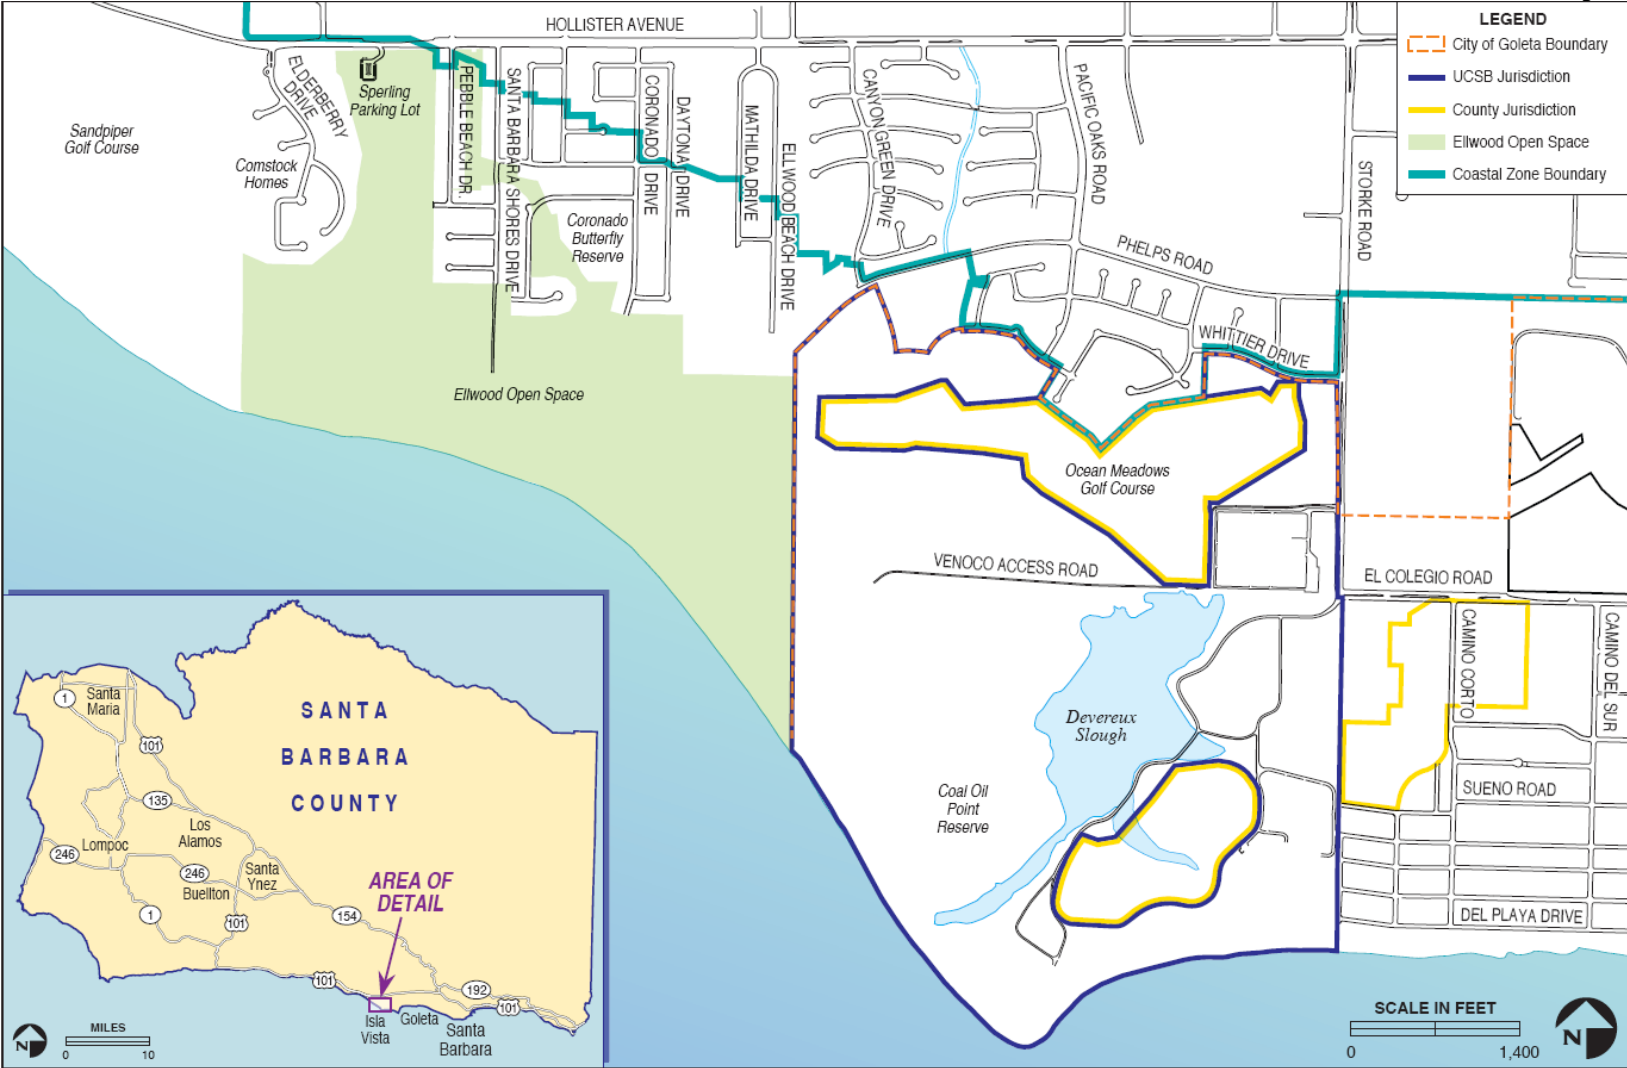 HOLLISTER AVENUE
LEGEND
City of Goleta Boundary
UCSB Jurisdiction
County Jurisdiction
Ellwood Open Space
Coastal Zone Boundary
Sandpiper
Golf Course
ELDERBERRY
DRIVE
Sperling
Parking Lot
Comstock
Homes
PEBBLE BEACH DR
SANTA BARBARA SHORES DRIVE
CORONADO DRIVE
DAYTONA DRIVE
MATHILDA DRIVE
ELLWOOD BEACH DRIVE
CANYON GREEN DRIVE
PACIFIC OAKS ROAD
STORKE ROAD
Coronado
Butterfly
Reserve
PHELPS ROAD
WHITTIER DRIVE
Ellwood Open Space
Ocean Meadows
Golf Course
VENOCO ACCESS ROAD
EL COLEGIO ROAD
CAMINO CORTO
CAMINO DEL SUR
Devereux
Slough
Coal Oil
Point
Reserve
SUENO ROAD
DEL PLAYA DRIVE
SCALE IN FEET
0
1,400
N
SANTA
BARBARA
COUNTY
1
Santa
Maria
101
135
Los
Alamos
246
Lompoc
246
Santa
Ynez
Buellton
1
101
154
AREA OF
DETAIL
101
192
101
Isla
Vista
Goleta
Santa
Barbara
N
MILES
0
10